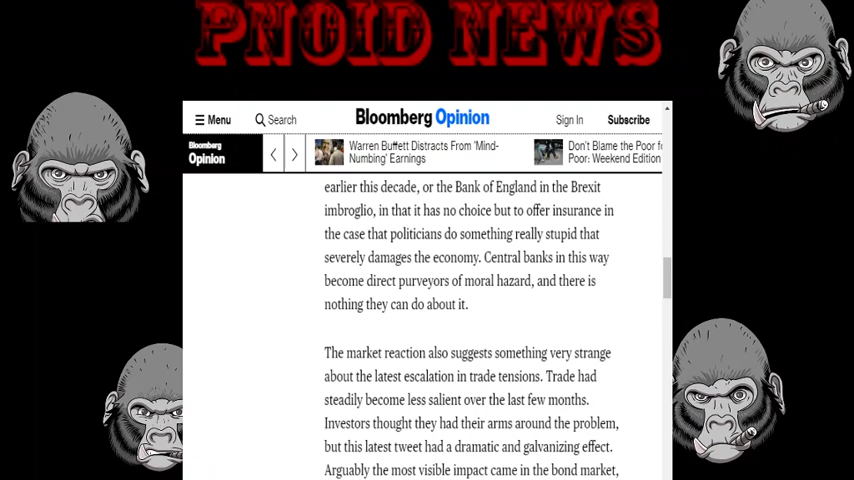 PNOID NEWS
Menu
Search
Bloomberg Opinion
Sign In
Subscribe
Bloomberg
Opinion
Warren Buffett Distracts From 'Mind-
Numbing' Earnings
Don't Blame the Poor fo
Poor: Weekend Edition
earlier this decade, or the Bank of England in the Brexit
imbroglio, in that it has no choice but to offer insurance in
the case that politicians do something really stupid that
severely damages the economy. Central banks in this way
become direct purveyors of moral hazard, and there is
nothing they can do about it.
The market reaction also suggests something very strange
about the latest escalation in trade tensions. Trade had
steadily become less salient over the last few months.
Investors thought they had their arms around the problem,
but this latest tweet had a dramatic and galvanizing effect.
Arguably the most visible impact came in the bond market,